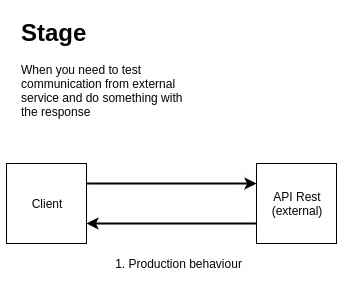 Stage
When you need to test
communication from external
service and do something with
the response
Client
API Rest
(external)
1. Production behaviour